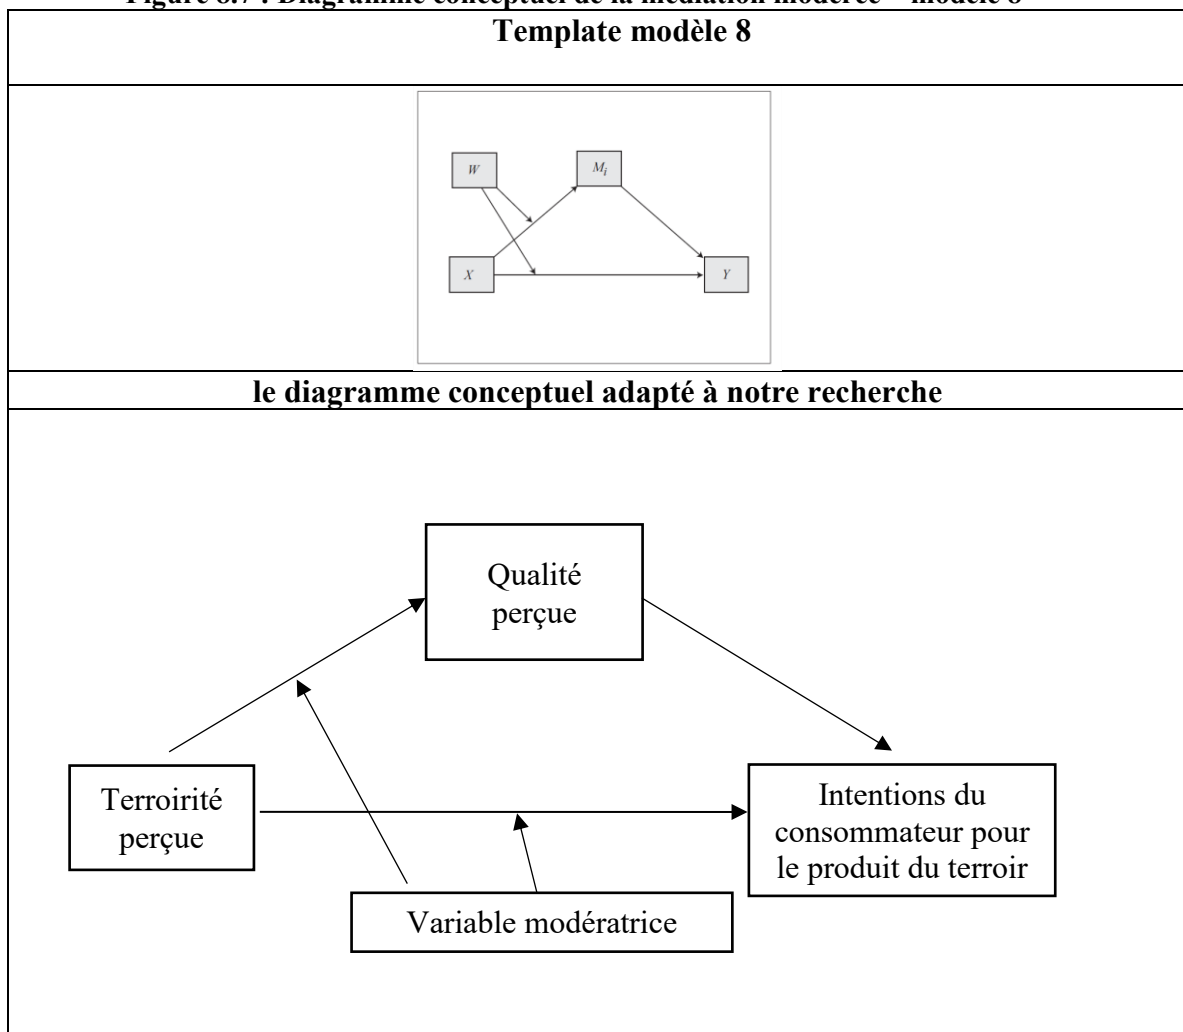 Figure 8.7 : Diagramme conceptuel de la médiation modérée – modèle 8
Template modèle 8
W
Mi
X
Y
le diagramme conceptuel adapté à notre recherche
Qualité
perçue
Terroirité
perçue
Intentions du
consommateur pour
le produit du terroir
Variable modératrice